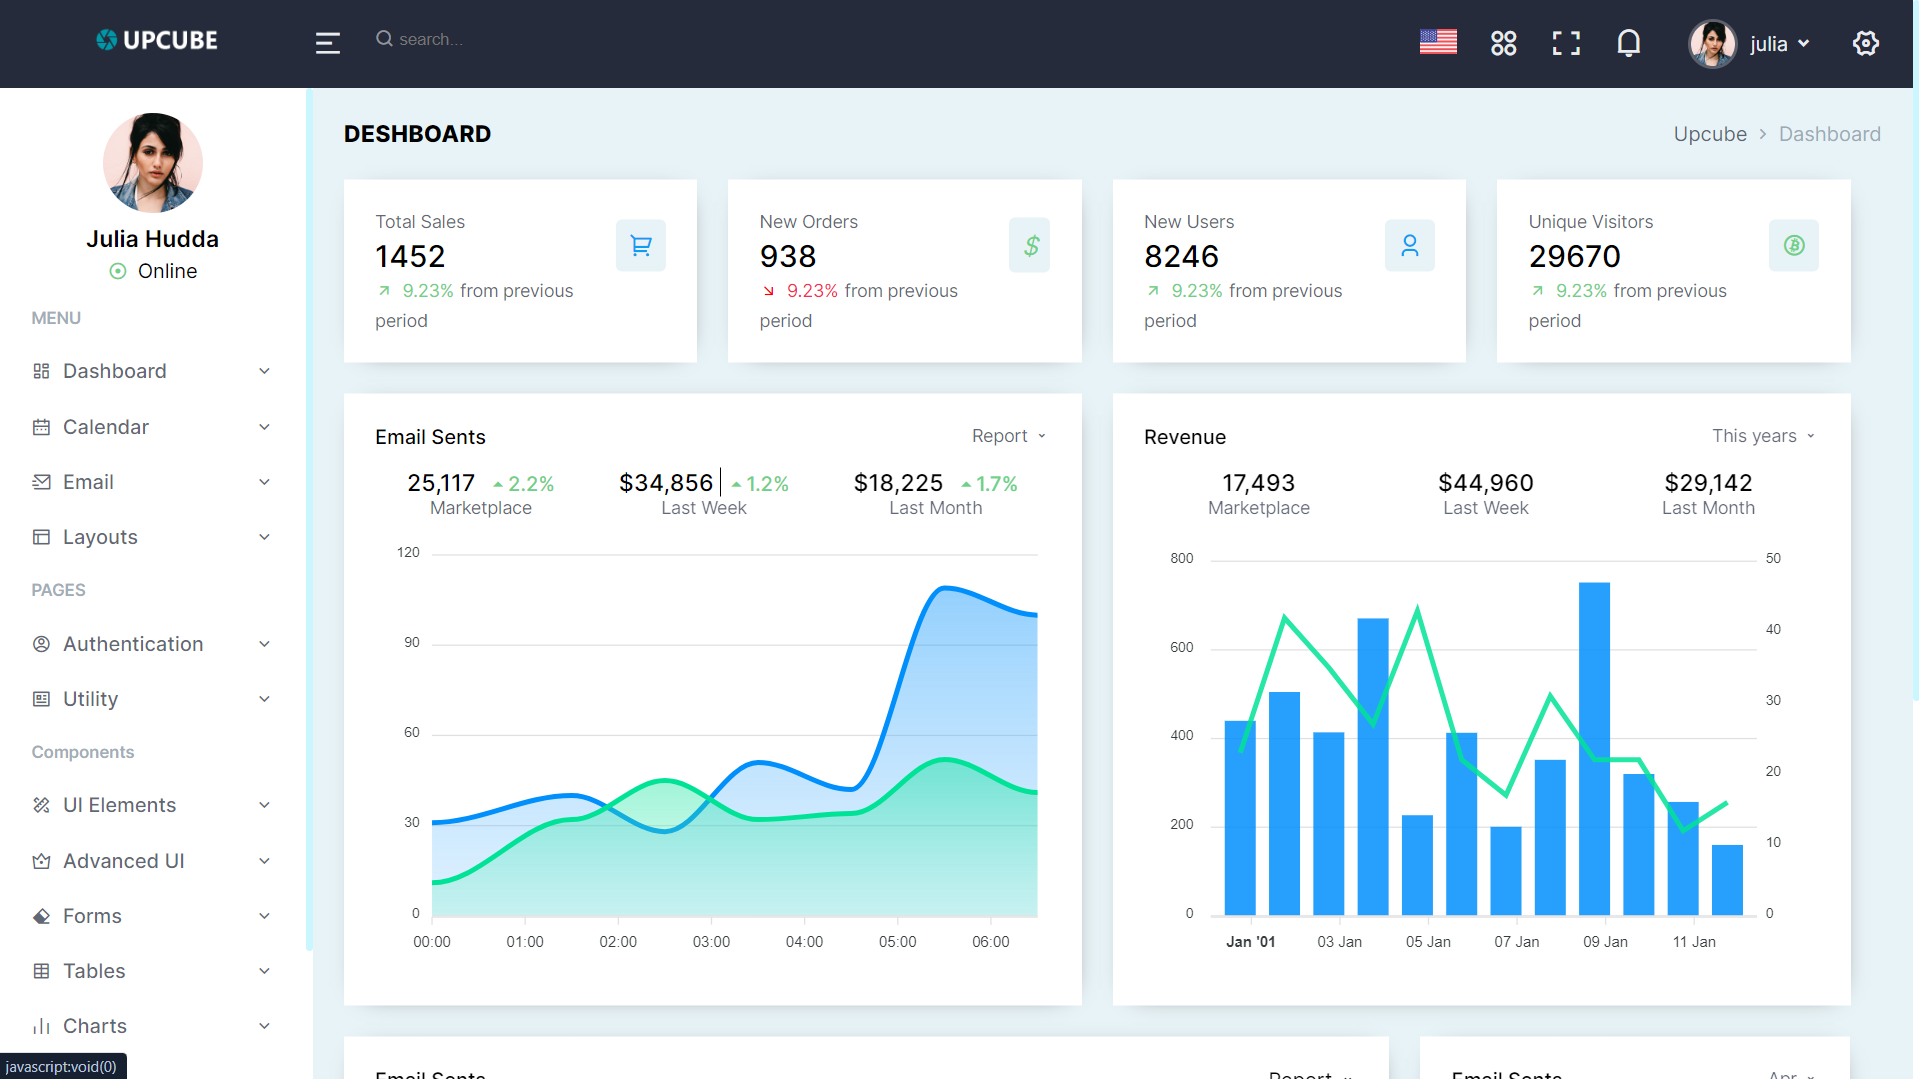 UPCUBE
search...
julia
Julia Hudda
Online
MENU
Dashboard
Calendar
Email
Layouts
PAGES
Authentication
Utility
Components
UI Elements
Advanced UI
Forms
Tables
Charts
javascript:void(0)
DESHBOARD
Upcube > Dashboard
Total Sales
1452
9.23% from previous
period
New Orders
938
9.23% from previous
period
New Users
8246
9.23% from previous
period
Unique Visitors
29670
9.23% from previous
period
Email Sents
Report
25,117 2.2%
Marketplace
$34,856 1.2%
Last Week
$18,225 1.7%
Last Month
120
90
60
30
0
00:00 01:00 02:00 03:00 04:00 05:00 06:00
Revenue
This years
17,493
Marketplace
$44,960
Last Week
$29,142
Last Month
800
600
400
200
0
50
40
30
20
10
0
Jan '01 03 Jan 05 Jan 07 Jan 09 Jan 11 Jan
Email Sents
Report
Email Sents
Apr